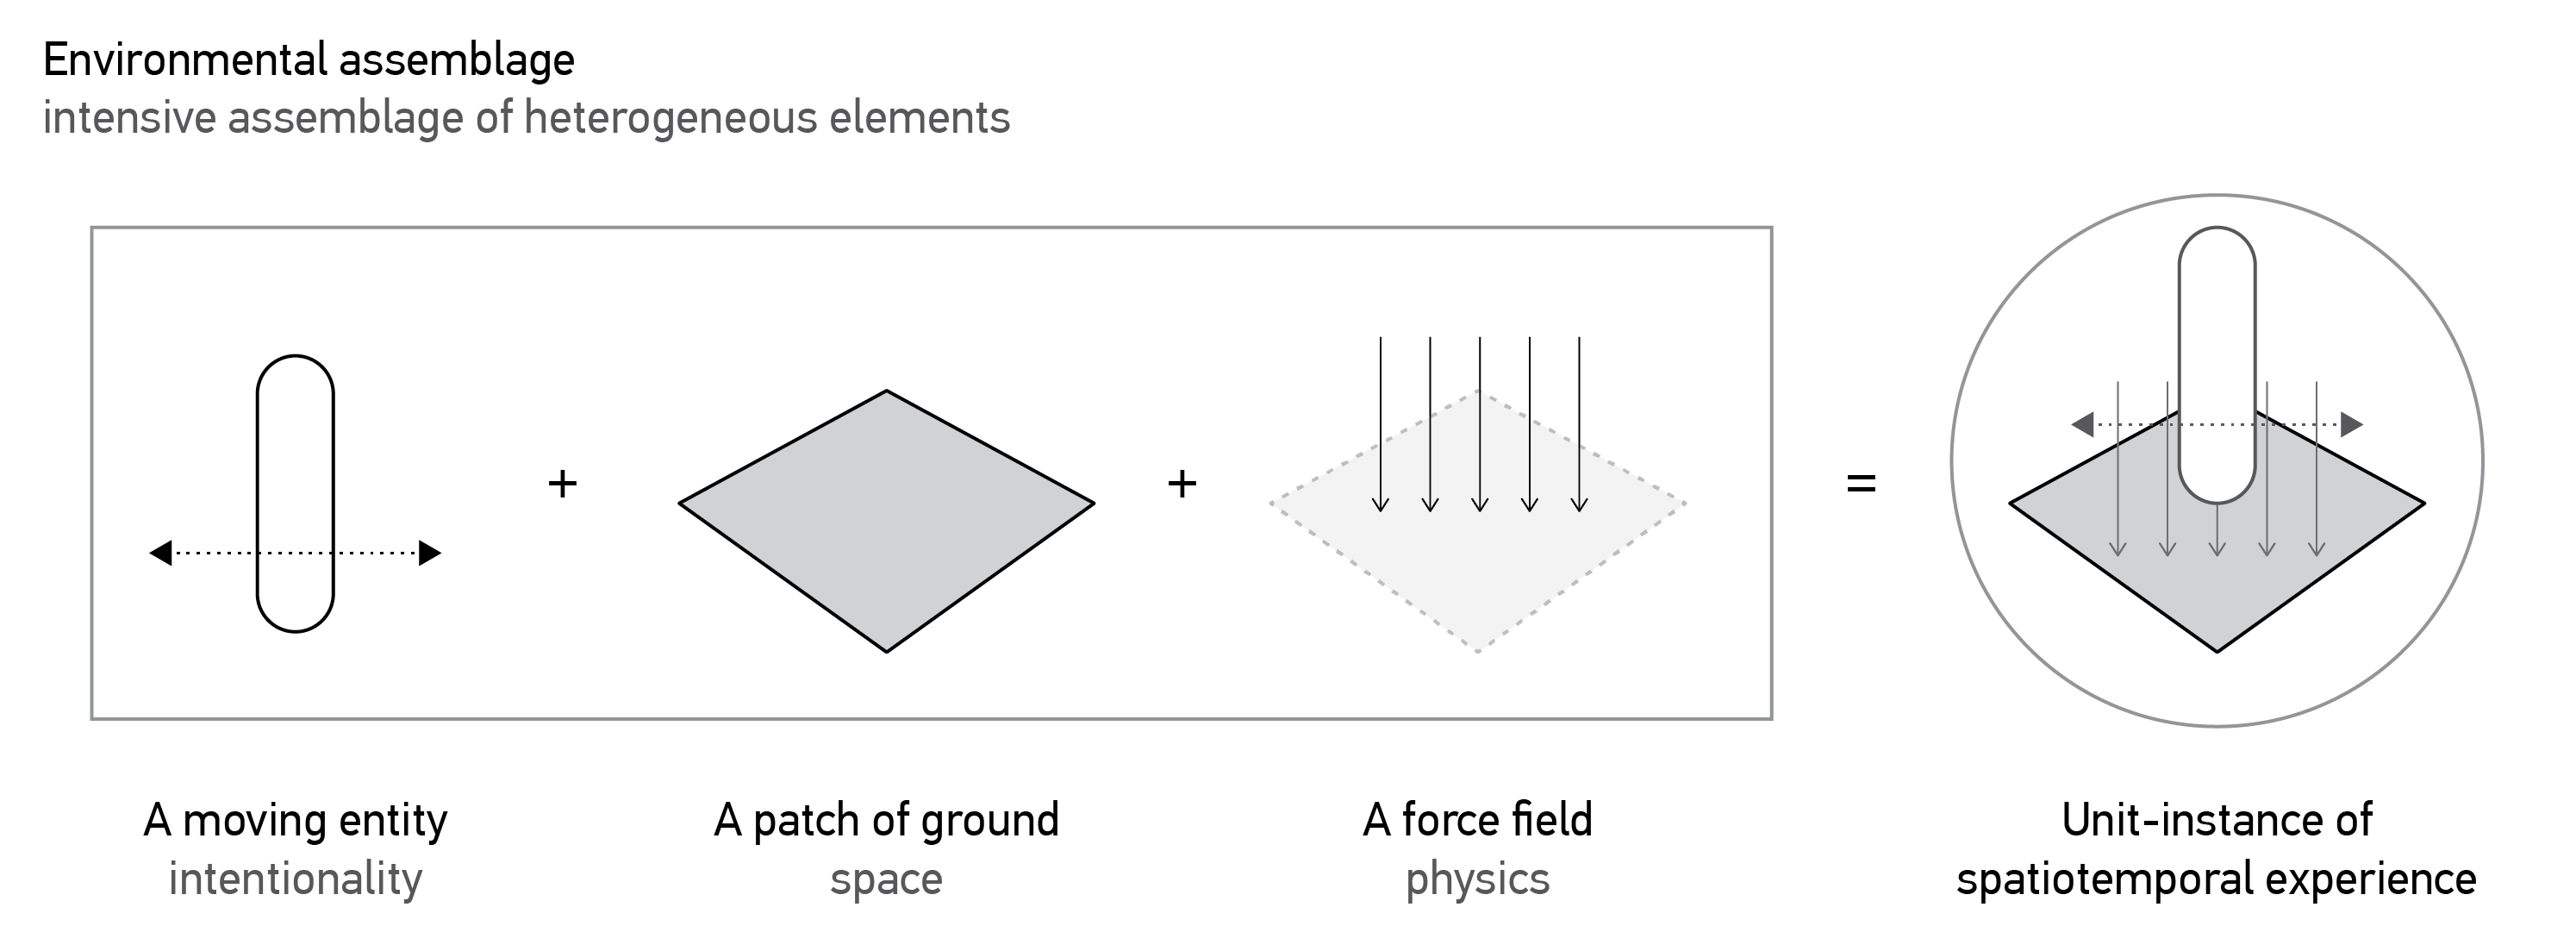 Environmental assemblage
intensive assemblage of heterogeneous elements
+
+
=
A moving entity
intentionality
A patch of ground
space
A force field
physics
Unit-instance of
spatiotemporal experience